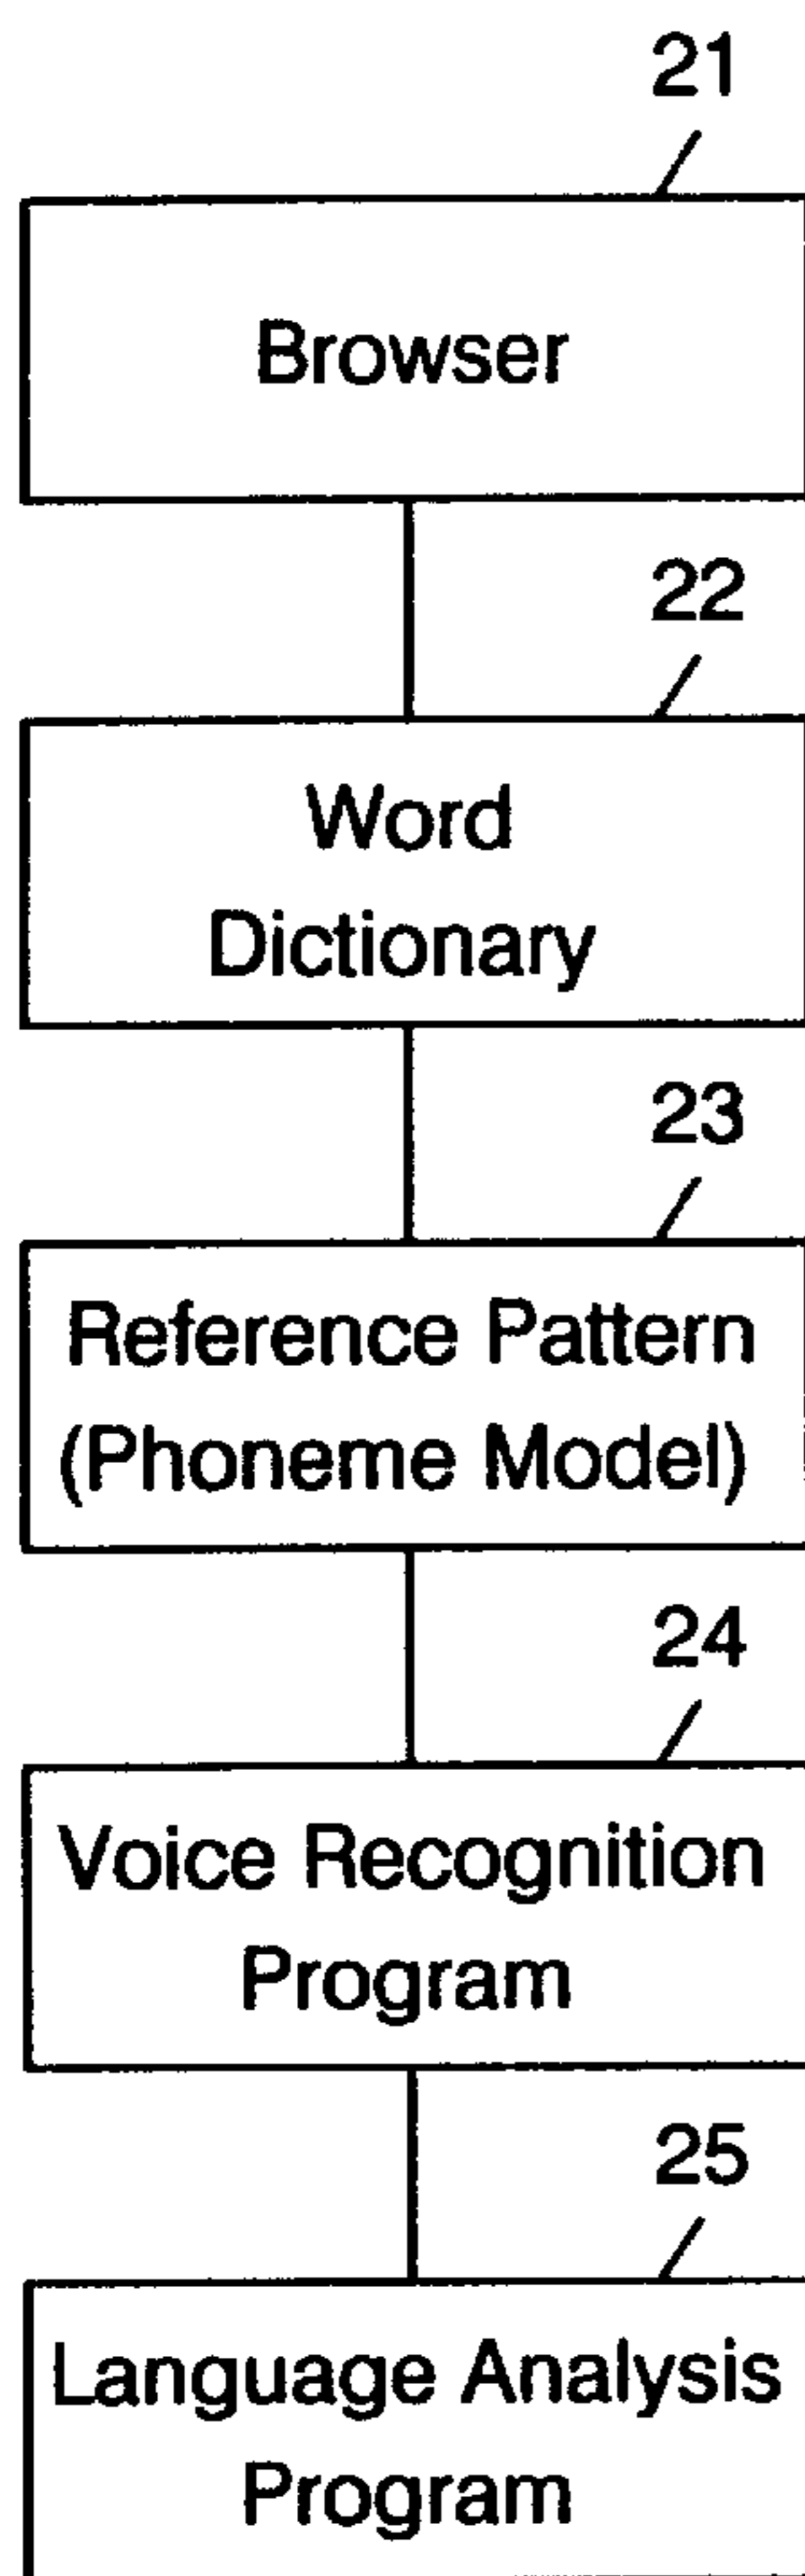 21
Browser
22
Word
Dictionary
23
Reference Pattern
(Phoneme Model)
24
Voice Recognition
Program
25
Language Analysis
Program